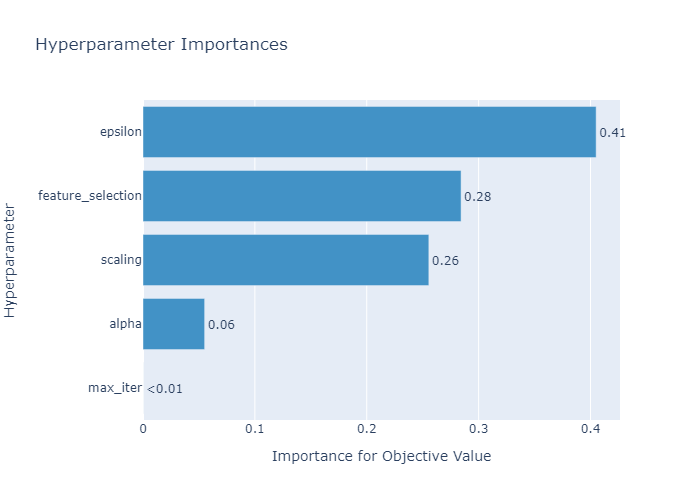 Hyperparameter Importances
Hyperparameter
epsilon
0.41
feature_selection
0.28
scaling
0.26
alpha
0.06
max_iter
<0.01
0
0.1
0.2
0.3
0.4
Importance for Objective Value